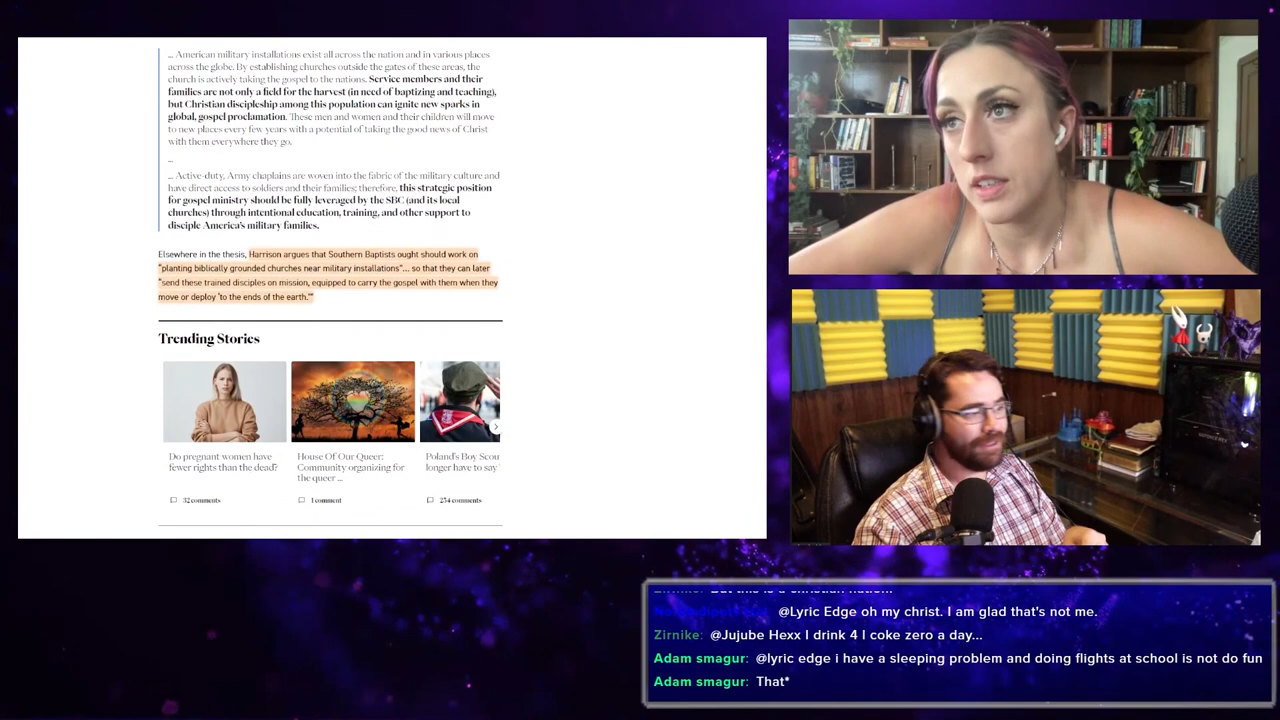 ... American military installations exist all across the nation and in various places
across the globe. By establishing churches outside the gates of these areas, the
church is actively taking the gospel to the nations. Service members and their
families are not only a field for the harvest (in need of baptizing and teaching),
but Christian discipleship among this population can ignite new sparks in
global, gospel proclamation. These men and women and their children will move
to new places every few years with a potential of taking the good news of Christ
with them everywhere they go.
...
... Active-duty, Army chaplains are woven into the fabric of the military culture and
have direct access to soldiers and their families; therefore, this strategic position
for gospel ministry should be fully leveraged by the SBC (and its local
churches) through intentional education, training, and other support to
disciple America's military families.
Elsewhere in the thesis, Harrison argues that Southern Baptists ought should work on
"planting biblically grounded churches near military installations"... so that they can later
"send these trained disciples on mission, equipped to carry the gospel with them when they
move or deploy 'to the ends of the earth.'"
Trending Stories
Do pregnant women have
fewer rights than the dead?
32 comments
House Of Our Queer:
Community organizing for
the queer ...
1 comment
Poland's Boy Scou
longer have to say
254 comments
Zirnike: But this is a christian nation...
@Lyric Edge oh my christ. I am glad that's not me.
Zirnike: @Jujube Hexx I drink 4 l coke zero a day...
Adam smagur: @lyric edge i have a sleeping problem and doing flights at school is not do fun
Adam smagur: That*